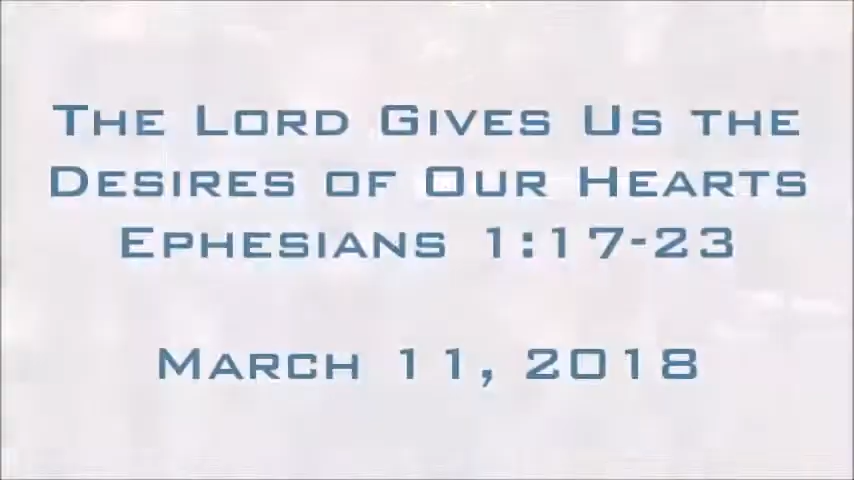 The Lord Gives Us the
Desires of Our Hearts
Ephesians 1:17-23
March 11, 2018